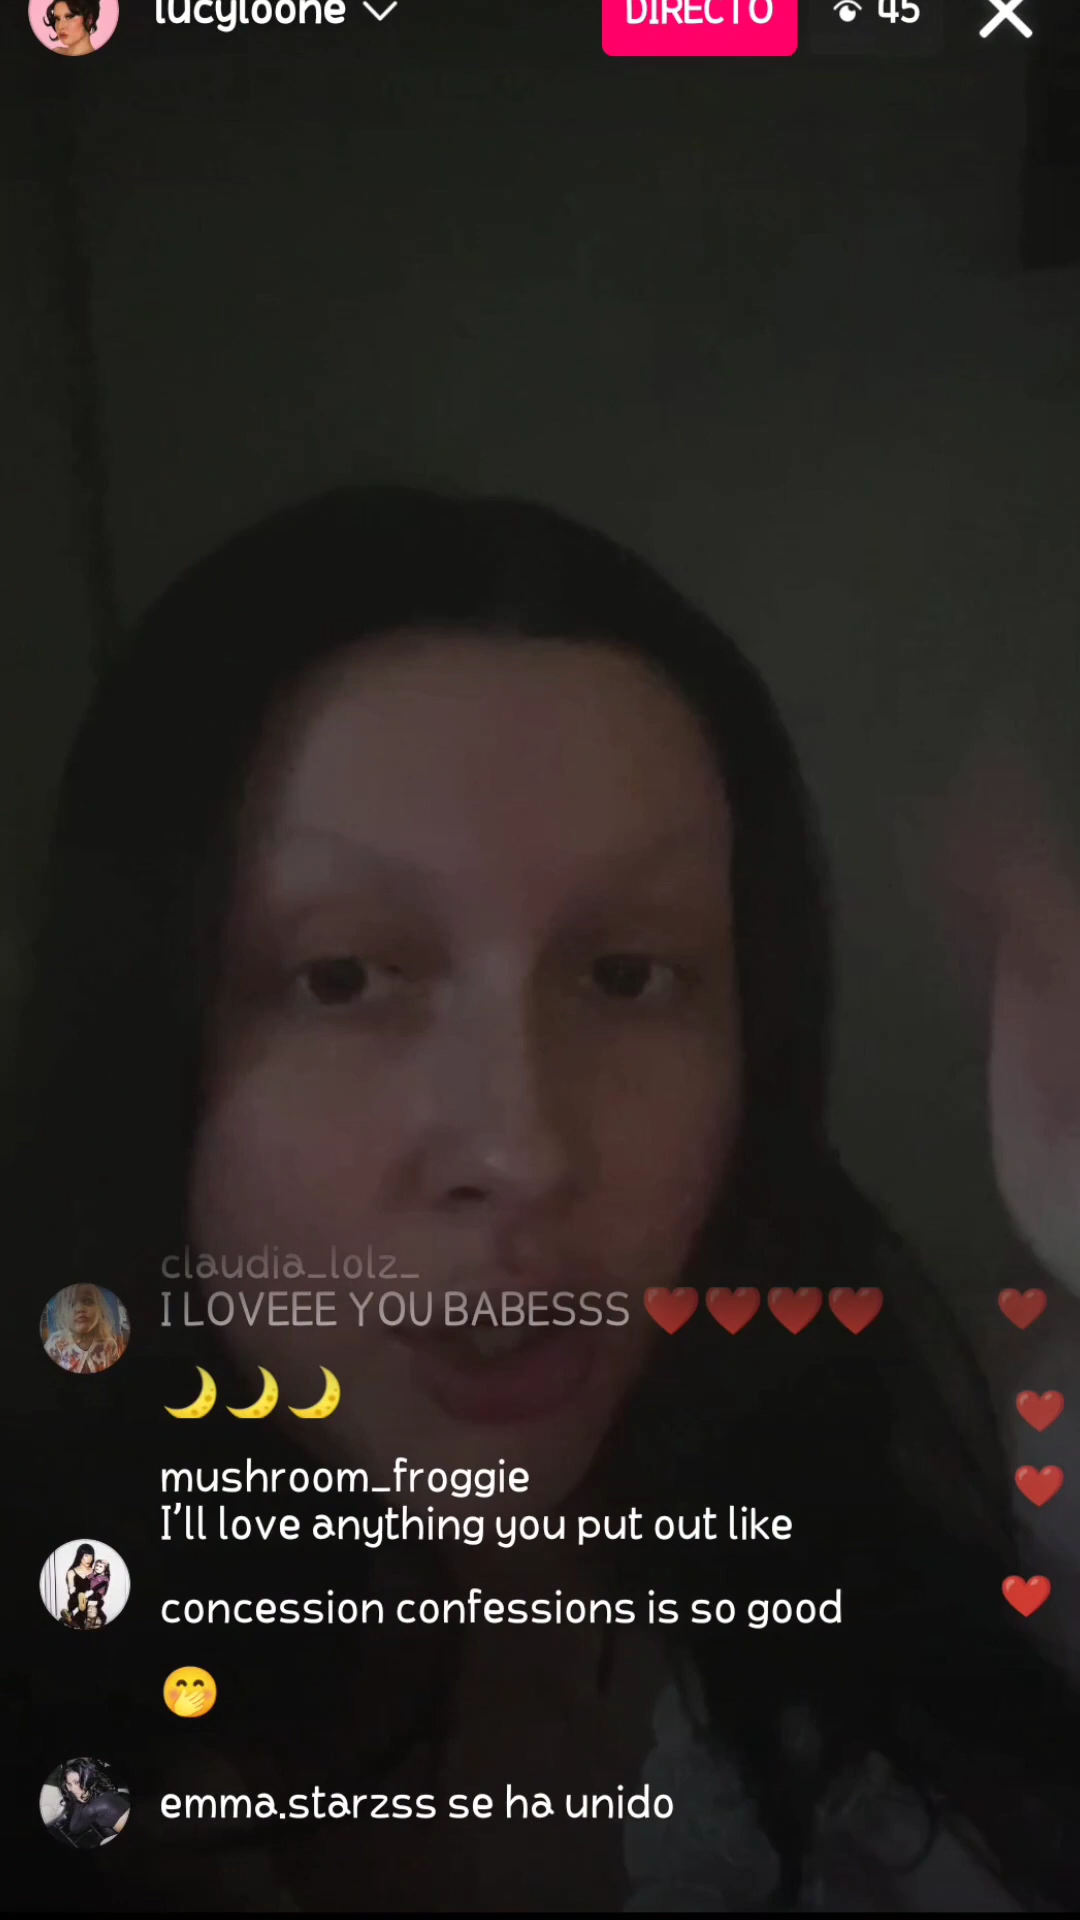 lucyloone
DIRECTO
45
claudia_lolz_
I LOVEEE YOU BABESSS ❤️❤️❤️❤️
🌙🌙🌙
mushroom_froggie
I'll love anything you put out like
concession confessions is so good
🤭
emma.starzss se ha unido